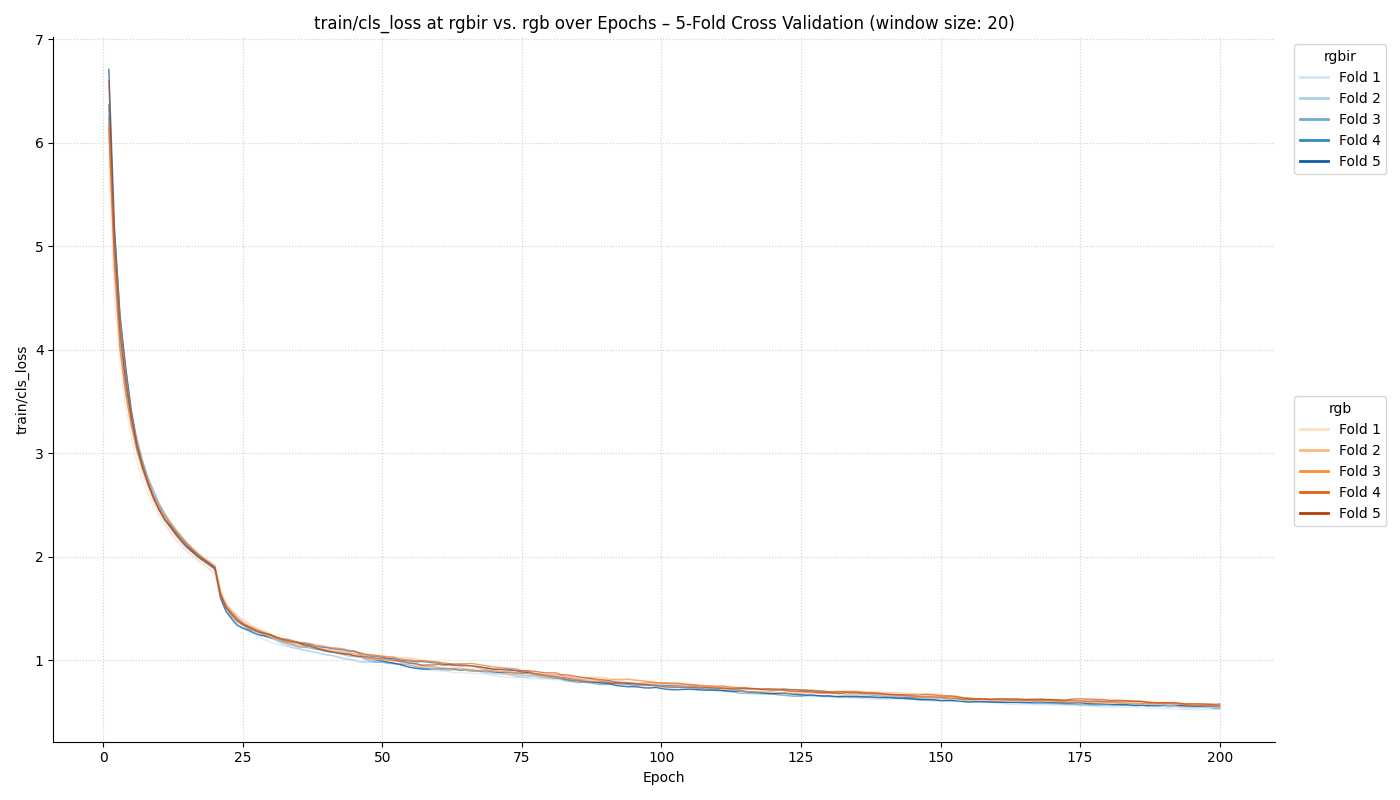 train/cls_loss at rgbir vs. rgb over Epochs – 5-Fold Cross Validation (window size: 20)
train/cls_loss
7
6
5
4
3
2
1
0 25 50 75 100 125 150 175 200
Epoch
rgbir
Fold 1
Fold 2
Fold 3
Fold 4
Fold 5
rgb
Fold 1
Fold 2
Fold 3
Fold 4
Fold 5